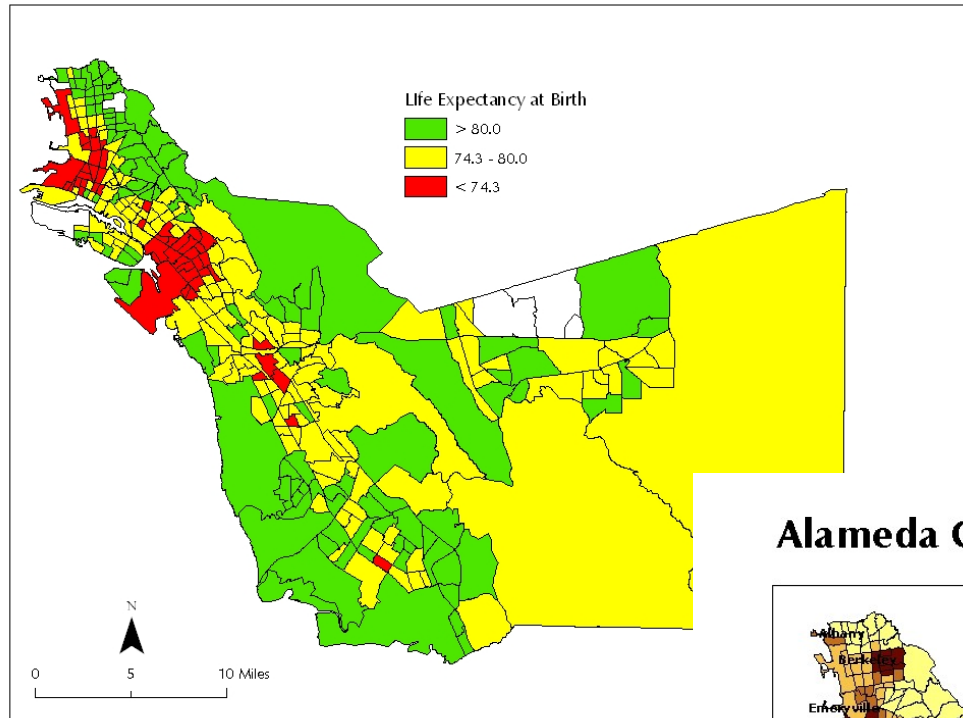 LIfe Expectancy at Birth
> 80.0
74.3 - 80.0
< 74.3
N
0 5 10 Miles
Alameda C
Albany
Berkeley
Emeryville